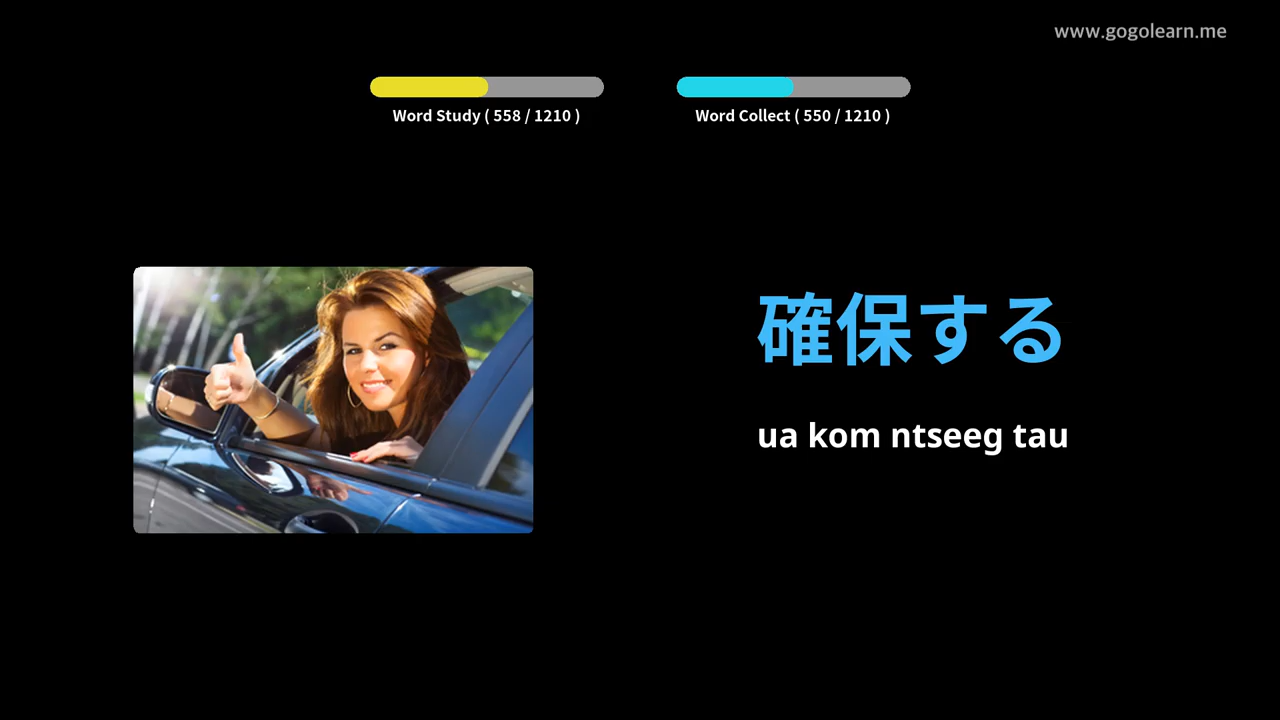 www.gogolearn.me
Word Study ( 558 / 1210 )
Word Collect ( 550 / 1210 )
確保する
ua kom ntseeg tau